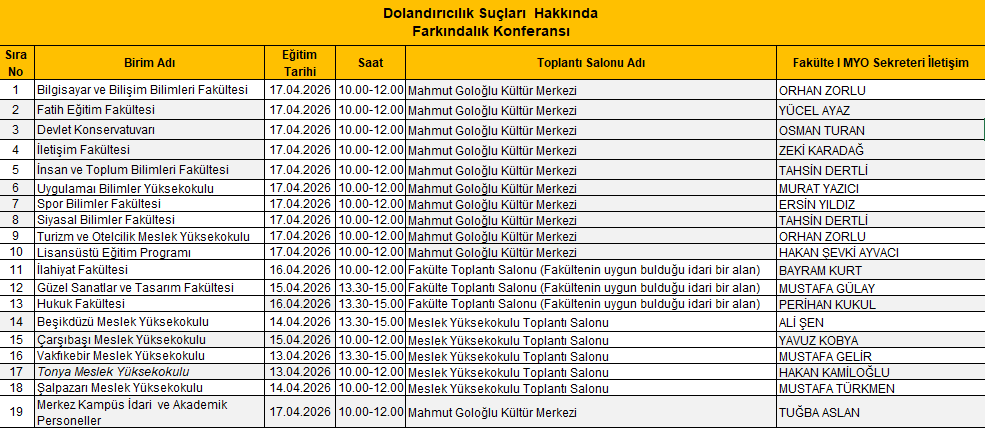 Dolandırıcılık Suçları Hakkında
Farkındalık Konferansı
Sıra No Birim Adı Eğitim Tarihi Saat Toplantı Salonu Adı Fakülte I MYO Sekreteri İletişim
1 Bilgisayar ve Bilişim Bilimleri Fakültesi 17.04.2026 10.00-12.00 Mahmut Goloğlu Kültür Merkezi ORHAN ZORLU
2 Fatih Eğitim Fakültesi 17.04.2026 10.00-12.00 Mahmut Goloğlu Kültür Merkezi YÜCEL AYAZ
3 Devlet Konservatuvarı 17.04.2026 10.00-12.00 Mahmut Goloğlu Kültür Merkezi OSMAN TURAN
4 İletişim Fakültesi 17.04.2026 10.00-12.00 Mahmut Goloğlu Kültür Merkezi ZEKİ KARADAĞ
5 İnsan ve Toplum Bilimleri Fakültesi 17.04.2026 10.00-12.00 Mahmut Goloğlu Kültür Merkezi TAHSİN DERTLİ
6 Uygulamaı Bilimler Yüksekokulu 17.04.2026 10.00-12.00 Mahmut Goloğlu Kültür Merkezi MURAT YAZICI
7 Spor Bilimler Fakültesi 17.04.2026 10.00-12.00 Mahmut Goloğlu Kültür Merkezi ERSİN YILDIZ
8 Siyasal Bilimler Fakültesi 17.04.2026 10.00-12.00 Mahmut Goloğlu Kültür Merkezi TAHSİN DERTLİ
9 Turizm ve Otelcilik Meslek Yüksekokulu 17.04.2026 10.00-12.00 Mahmut Goloğlu Kültür Merkezi ORHAN ZORLU
10 Lisansüstü Eğitim Programı 17.04.2026 10.00-12.00 Mahmut Goloğlu Kültür Merkezi HAKAN ŞEVKİ AYVACI
11 İlahiyat Fakültesi 16.04.2026 10.00-12.00 Fakülte Toplantı Salonu (Fakültenin uygun bulduğu idari bir alan) BAYRAM KURT
12 Güzel Sanatlar ve Tasarım Fakültesi 15.04.2026 13.30-15.00 Fakülte Toplantı Salonu (Fakültenin uygun bulduğu idari bir alan) MUSTAFA GÜLAY
13 Hukuk Fakültesi 16.04.2026 13.30-15.00 Fakülte Toplantı Salonu (Fakültenin uygun bulduğu idari bir alan) PERİHAN KUKUL
14 Beşikdüzü Meslek Yüksekokulu 14.04.2026 13.30-15.00 Meslek Yüksekokulu Toplantı Salonu ALİ ŞEN
15 Çarşıbaşı Meslek Yüksekokulu 15.04.2026 10.00-12.00 Meslek Yüksekokulu Toplantı Salonu YAVUZ KOBYA
16 Vakfıkebir Meslek Yüksekokulu 13.04.2026 13.30-15.00 Meslek Yüksekokulu Toplantı Salonu MUSTAFA GELİR
17 Tonya Meslek Yüksekokulu 13.04.2026 10.00-12.00 Meslek Yüksekokulu Toplantı Salonu HAKAN KAMİLOĞLU
18 Şalpazarı Meslek Yüksekokulu 14.04.2026 10.00-12.00 Meslek Yüksekokulu Toplantı Salonu MUSTAFA TÜRKMEN
19 Merkez Kampüs İdari ve Akademik Personeller 17.04.2026 10.00-12.00 Mahmut Goloğlu Kültür Merkezi TUĞBA ASLAN